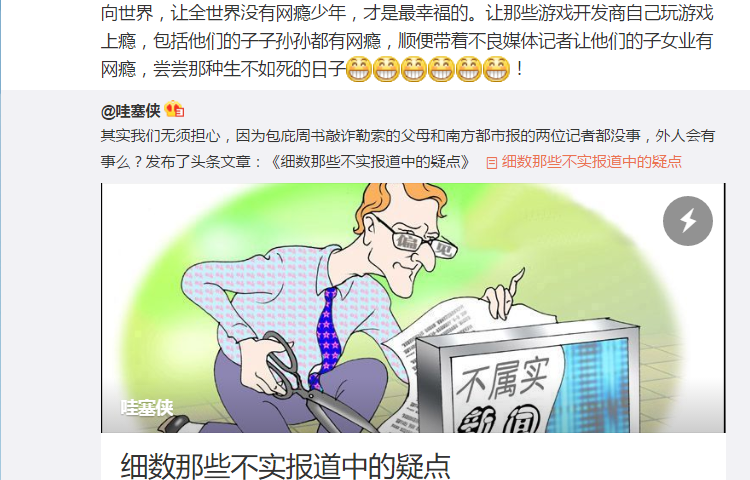 向世界，让全世界没有网瘾少年，才是最幸福的。让那些游戏开发商自己玩游戏
上瘾，包括他们的子子孙孙都有网瘾，顺便带着不良媒体记者让他们的子女业有
网瘾，尝尝那种生不如死的日子！
@哇塞侠
其实我们无须担心，因为包庇周书敲诈勒索的父母和南方都市报的两位记者都没事，外人会有
事么？发布了头条文章：《细数那些不实报道中的疑点》 细数那些不实报道中的疑点
偏见
不属实
新闻
哇塞侠
细数那些不实报道中的疑点